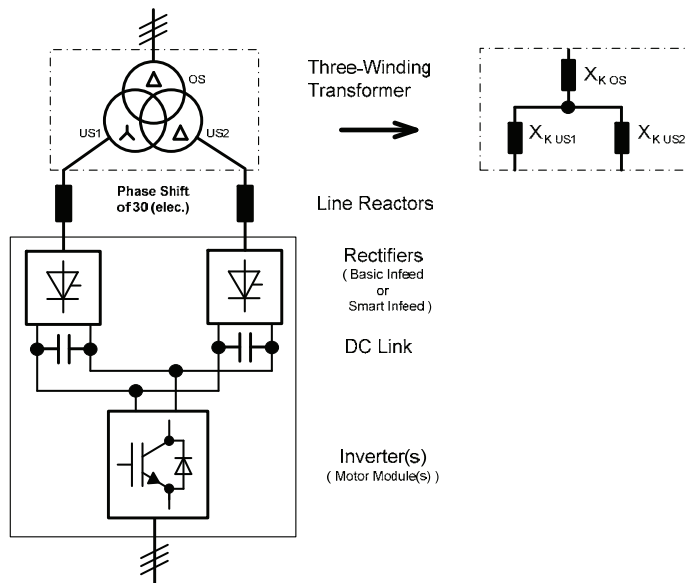 OS
US1
US2
Three-Winding
Transformer
X K OS
X K US1
X K US2
Phase Shift
of 30 (elec.)
Line Reactors
Rectifiers
( Basic Infeed
or
Smart Infeed )
DC Link
Inverter(s)
( Motor Module(s) )